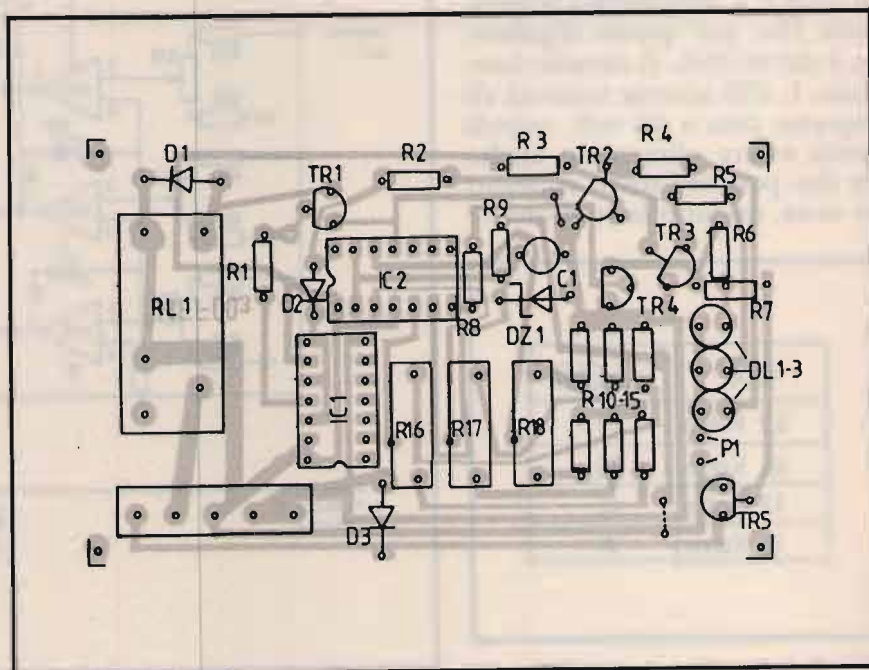 D1
TR1
R2
R3
TR2
R4
R5
R9
TR3
R6
R1
D2
IC2
C1
RL1
R8
DZ1
TR4
R7
DL1-3
IC1
R16
R17
R18
R10-15
P1
D3
TR5